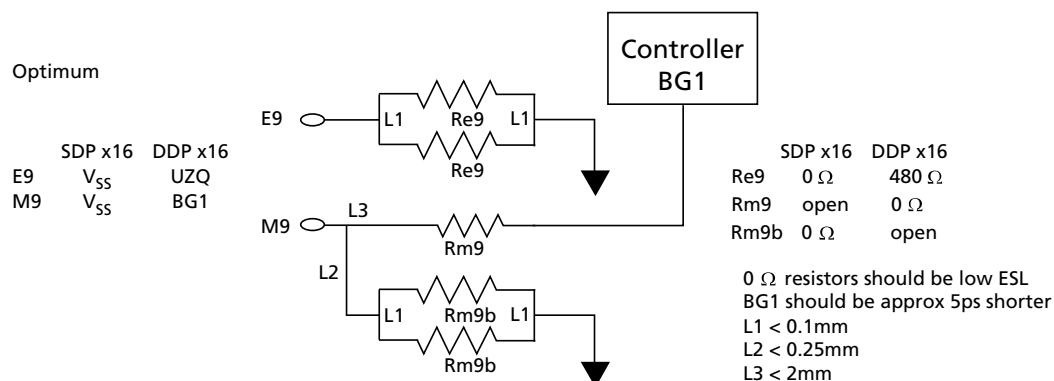 Optimum
SDP x16 DDP x16
E9 VSS UZQ
M9 VSS BG1
Controller
BG1
E9
L1
Re9
L1
Re9
M9
L3
Rm9
L2
L1
Rm9b
L1
Rm9b
SDP x16 DDP x16
Re9 0 Ω 480 Ω
Rm9 open 0 Ω
Rm9b 0 Ω open
0 Ω resistors should be low ESL
BG1 should be approx 5ps shorter
L1 < 0.1mm
L2 < 0.25mm
L3 < 2mm